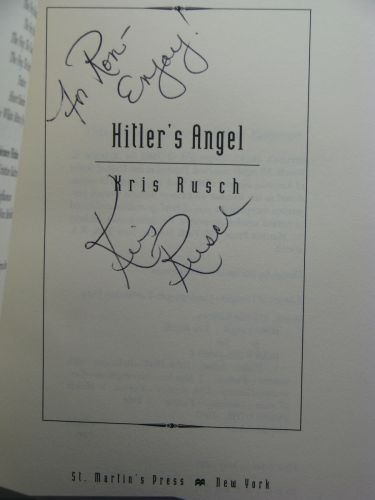 For Ron-
Enjoy!
Hitler's Angel
Kris Rusch
Kris Rusch
St. Martin's Press New York